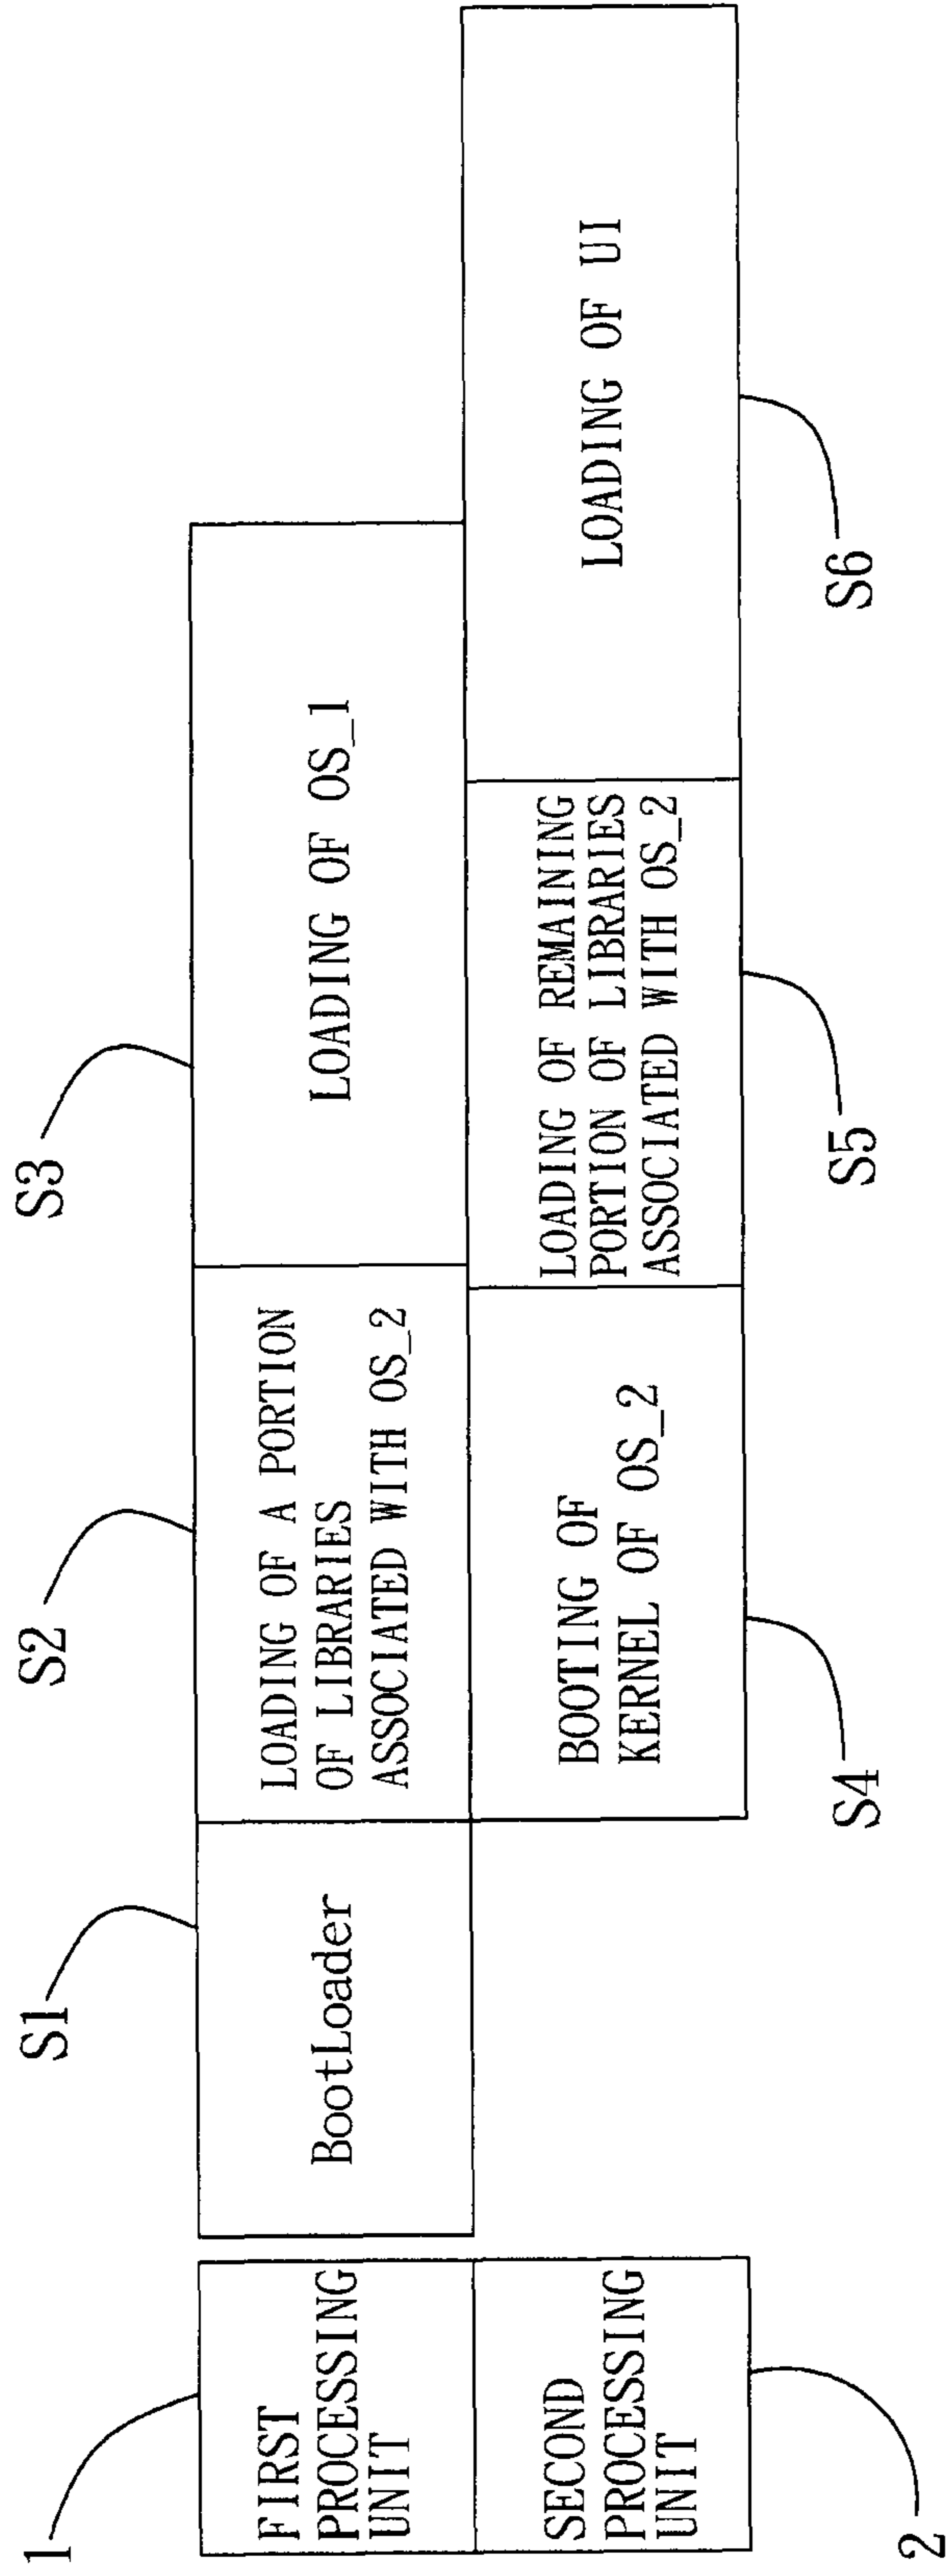 S1
S2
S3
1
FIRST
PROCESSING
UNIT
BootLoader
LOADING OF A PORTION
OF LIBRARIES
ASSOCIATED WITH OS_2
LOADING OF OS_1
SECOND
PROCESSING
UNIT
BOOTING OF
KERNEL OF OS_2
LOADING OF REMAINING
PORTION OF LIBRARIES
ASSOCIATED WITH OS_2
LOADING OF UI
2
S4
S5
S6